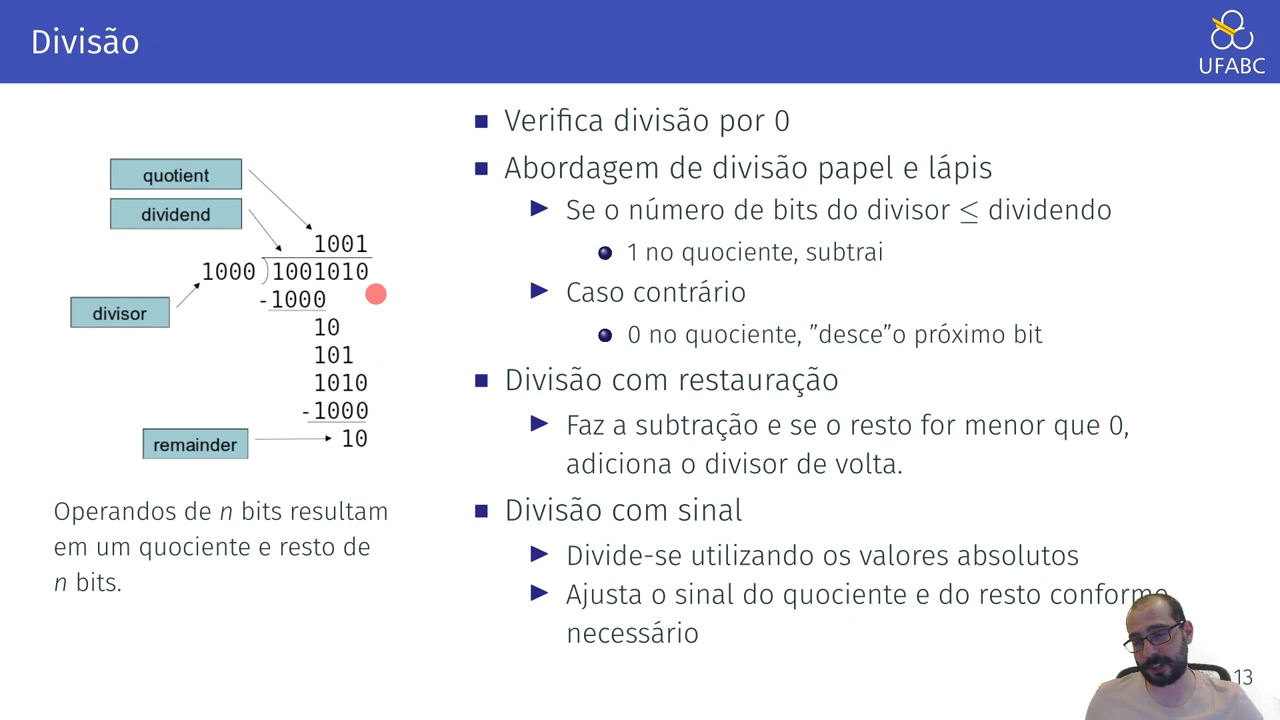 Divisão
UFABC
quotient
dividend
1001
1000
1001010
divisor
-1000
10
101
1010
-1000
remainder
10
Operandos de n bits resultam
em um quociente e resto de
n bits.
Verifica divisão por 0
Abordagem de divisão papel e lápis
Se o número de bits do divisor ≤ dividendo
1 no quociente, subtrai
Caso contrário
0 no quociente, ”desce”o próximo bit
Divisão com restauração
Faz a subtração e se o resto for menor que 0,
adiciona o divisor de volta.
Divisão com sinal
Divide-se utilizando os valores absolutos
Ajusta o sinal do quociente e do resto conforme
necessário
13